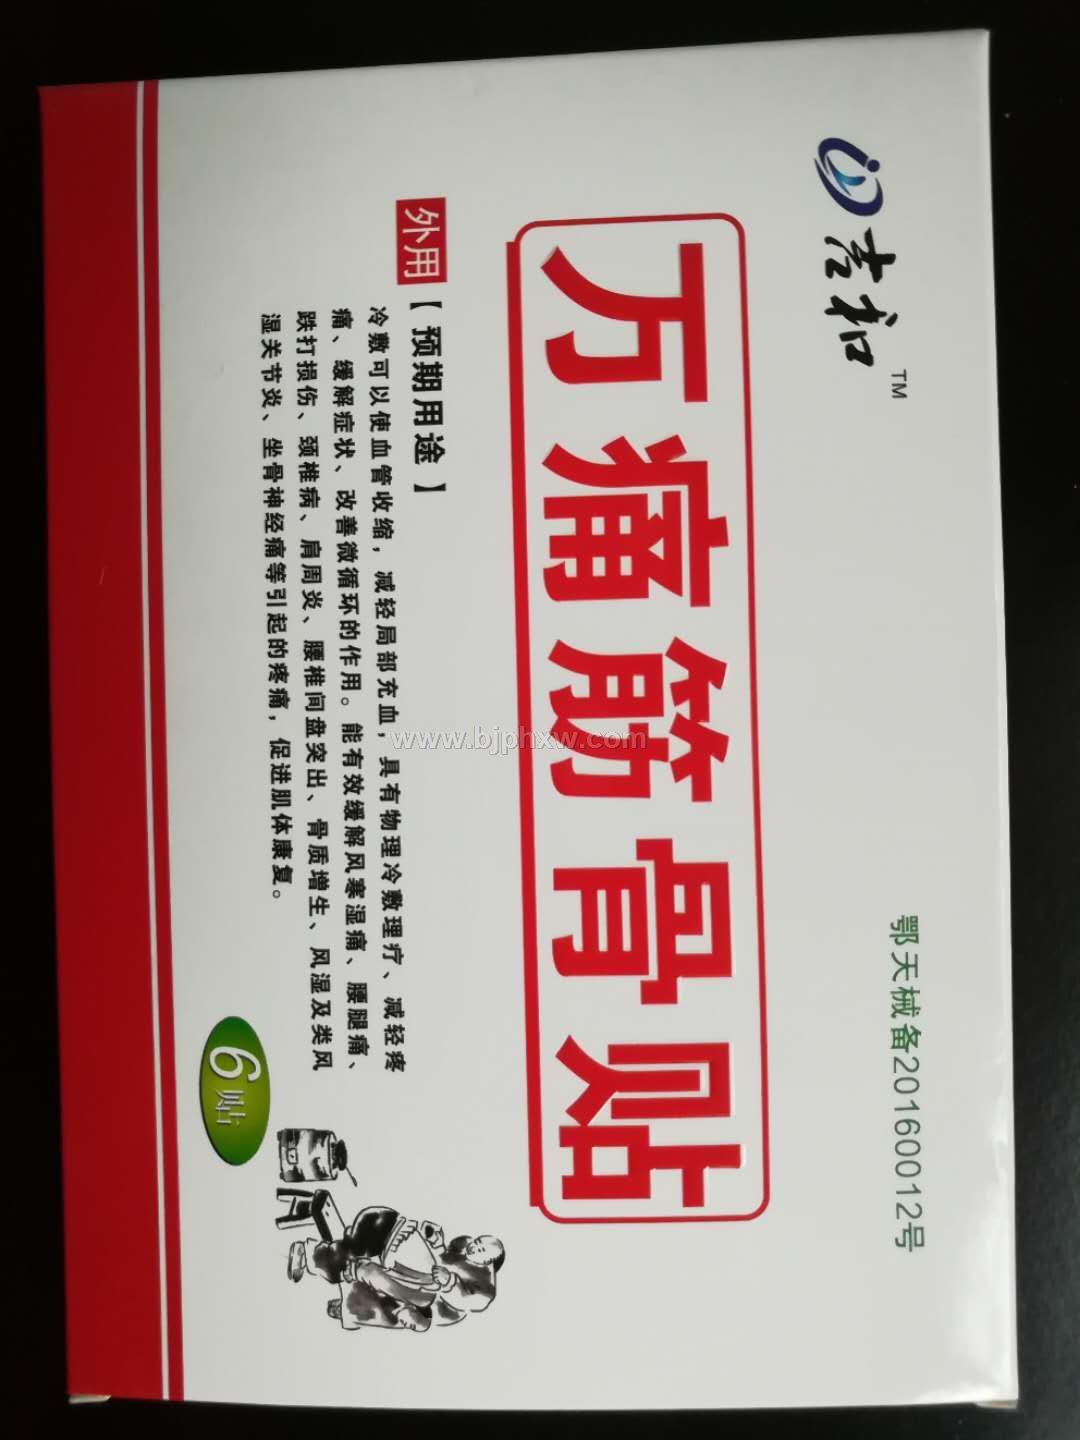 吉和 TM
鄂天械备20160012号
万痛筋骨贴
外用
【预期用途】
冷敷可以使血管收缩，减轻局部充血，具有物理冷敷理疗、减轻疼
痛、缓解症状、改善微循环的作用。能有效缓解风寒湿痛、腰腿痛、
跌打损伤、颈椎病、肩周炎、腰椎间盘突出、骨质增生、风湿及类风
湿关节炎、坐骨神经痛等引起的疼痛，促进肌体康复。
6贴
www.bjphxw.com